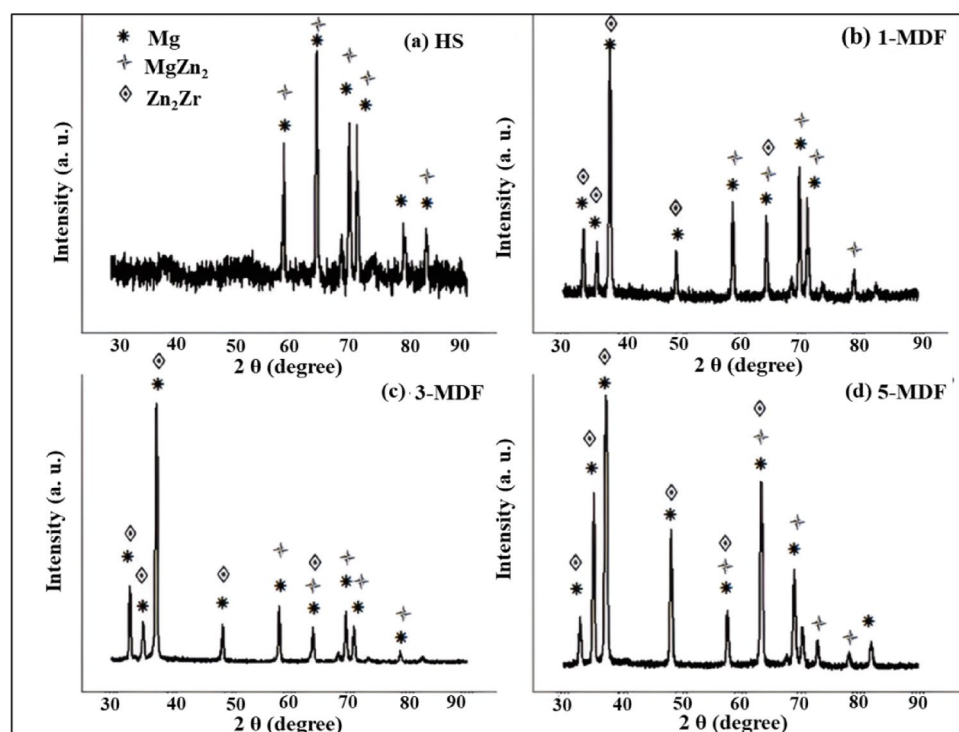 Mg
MgZn₂
Zn₂Zr
(a) HS
Intensity (a. u.)
30 40 50 60 70 80 90
2 θ (degree)
(b) 1-MDF
Intensity (a. u.)
30 40 50 60 70 80 90
2 θ (degree)
(c) 3-MDF
Intensity (a. u.)
30 40 50 60 70 80 90
2 θ (degree)
(d) 5-MDF
Intensity (a. u.)
30 40 50 60 70 80 90
2 θ (degree)